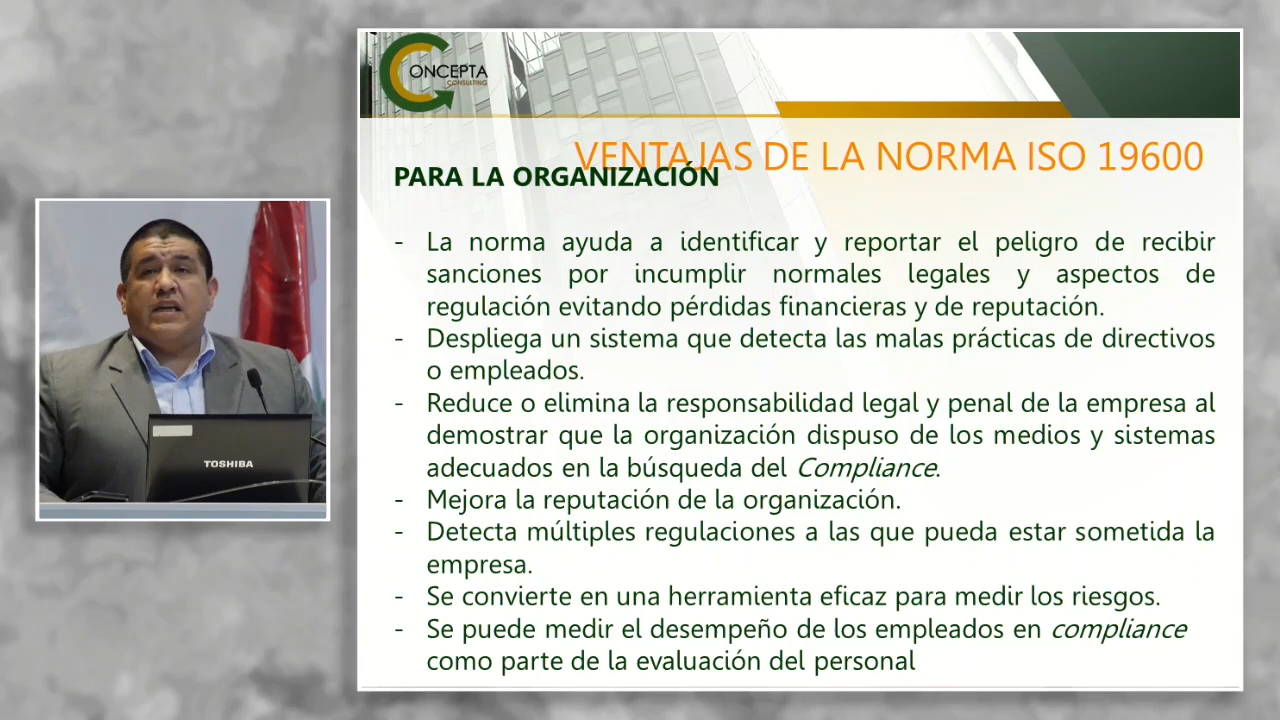 ONCEPTA
CONSULTING
VENTAJAS DE LA NORMA ISO 19600
PARA LA ORGANIZACIÓN
- La norma ayuda a identificar y reportar el peligro de recibir
sanciones por incumplir normales legales y aspectos de
regulación evitando pérdidas financieras y de reputación.
- Despliega un sistema que detecta las malas prácticas de directivos
o empleados.
- Reduce o elimina la responsabilidad legal y penal de la empresa al
demostrar que la organización dispuso de los medios y sistemas
adecuados en la búsqueda del Compliance.
- Mejora la reputación de la organización.
- Detecta múltiples regulaciones a las que pueda estar sometida la
empresa.
- Se convierte en una herramienta eficaz para medir los riesgos.
- Se puede medir el desempeño de los empleados en compliance
como parte de la evaluación del personal
TOSHIBA